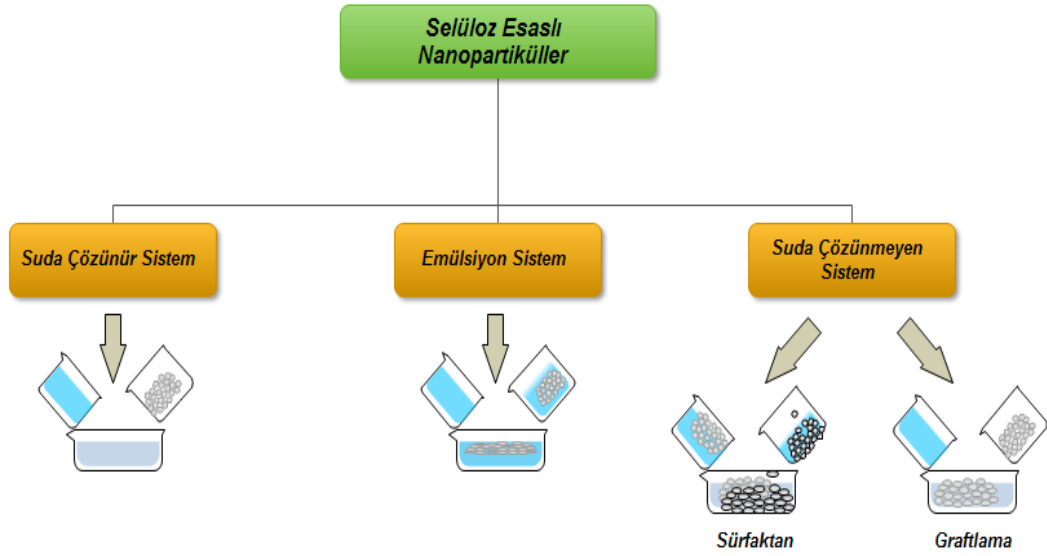 Selüloz Esaslı
Nanopartiküller
Suda Çözünür Sistem
Emülsiyon Sistem
Suda Çözünmeyen
Sistem
Sürfaktan
Graftlama